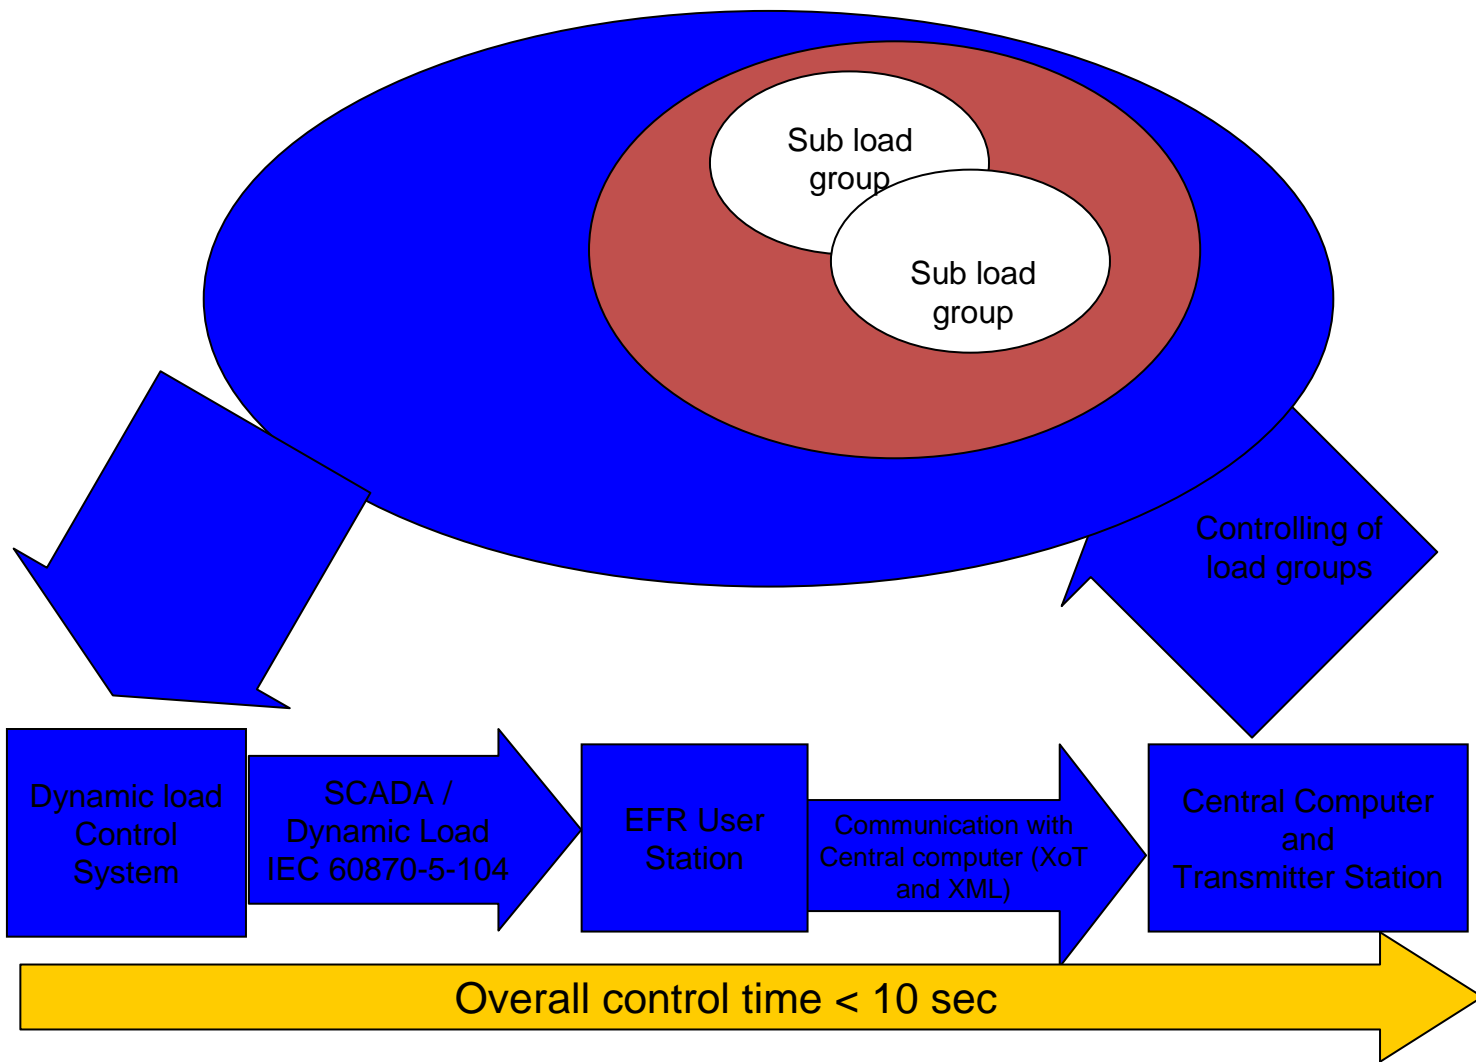 Sub load
group
Sub load
group
Controlling of
load groups
Dynamic load
Control
System
SCADA /
Dynamic Load
IEC 60870-5-104
EFR User
Station
Communication with
Central computer (XoT
and XML)
Central Computer
and
Transmitter Station
Overall control time < 10 sec